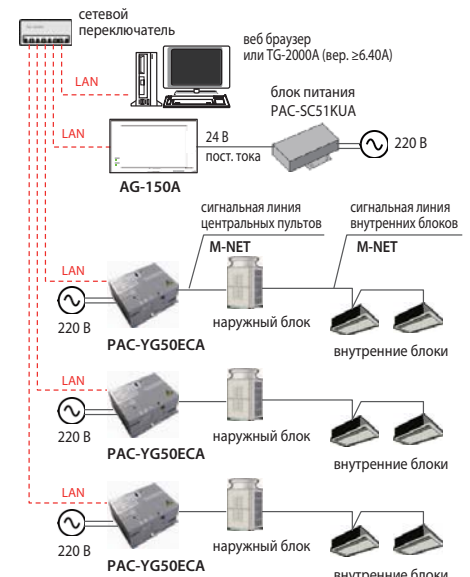 сетевой
переключатель
веб браузер
или TG-2000A (вер. ≥6.40A)
LAN
блок питания
PAC-SC51KUA
LAN
24 В
пост. тока
220 В
AG-150A
сигнальная линия
центральных пультов
M-NET
сигнальная линия
внутренних блоков
M-NET
LAN
220 В
PAC-YG50ECA
наружный блок
внутренние блоки
LAN
220 В
PAC-YG50ECA
наружный блок
внутренние блоки
LAN
220 В
PAC-YG50ECA
наружный блок
внутренние блоки